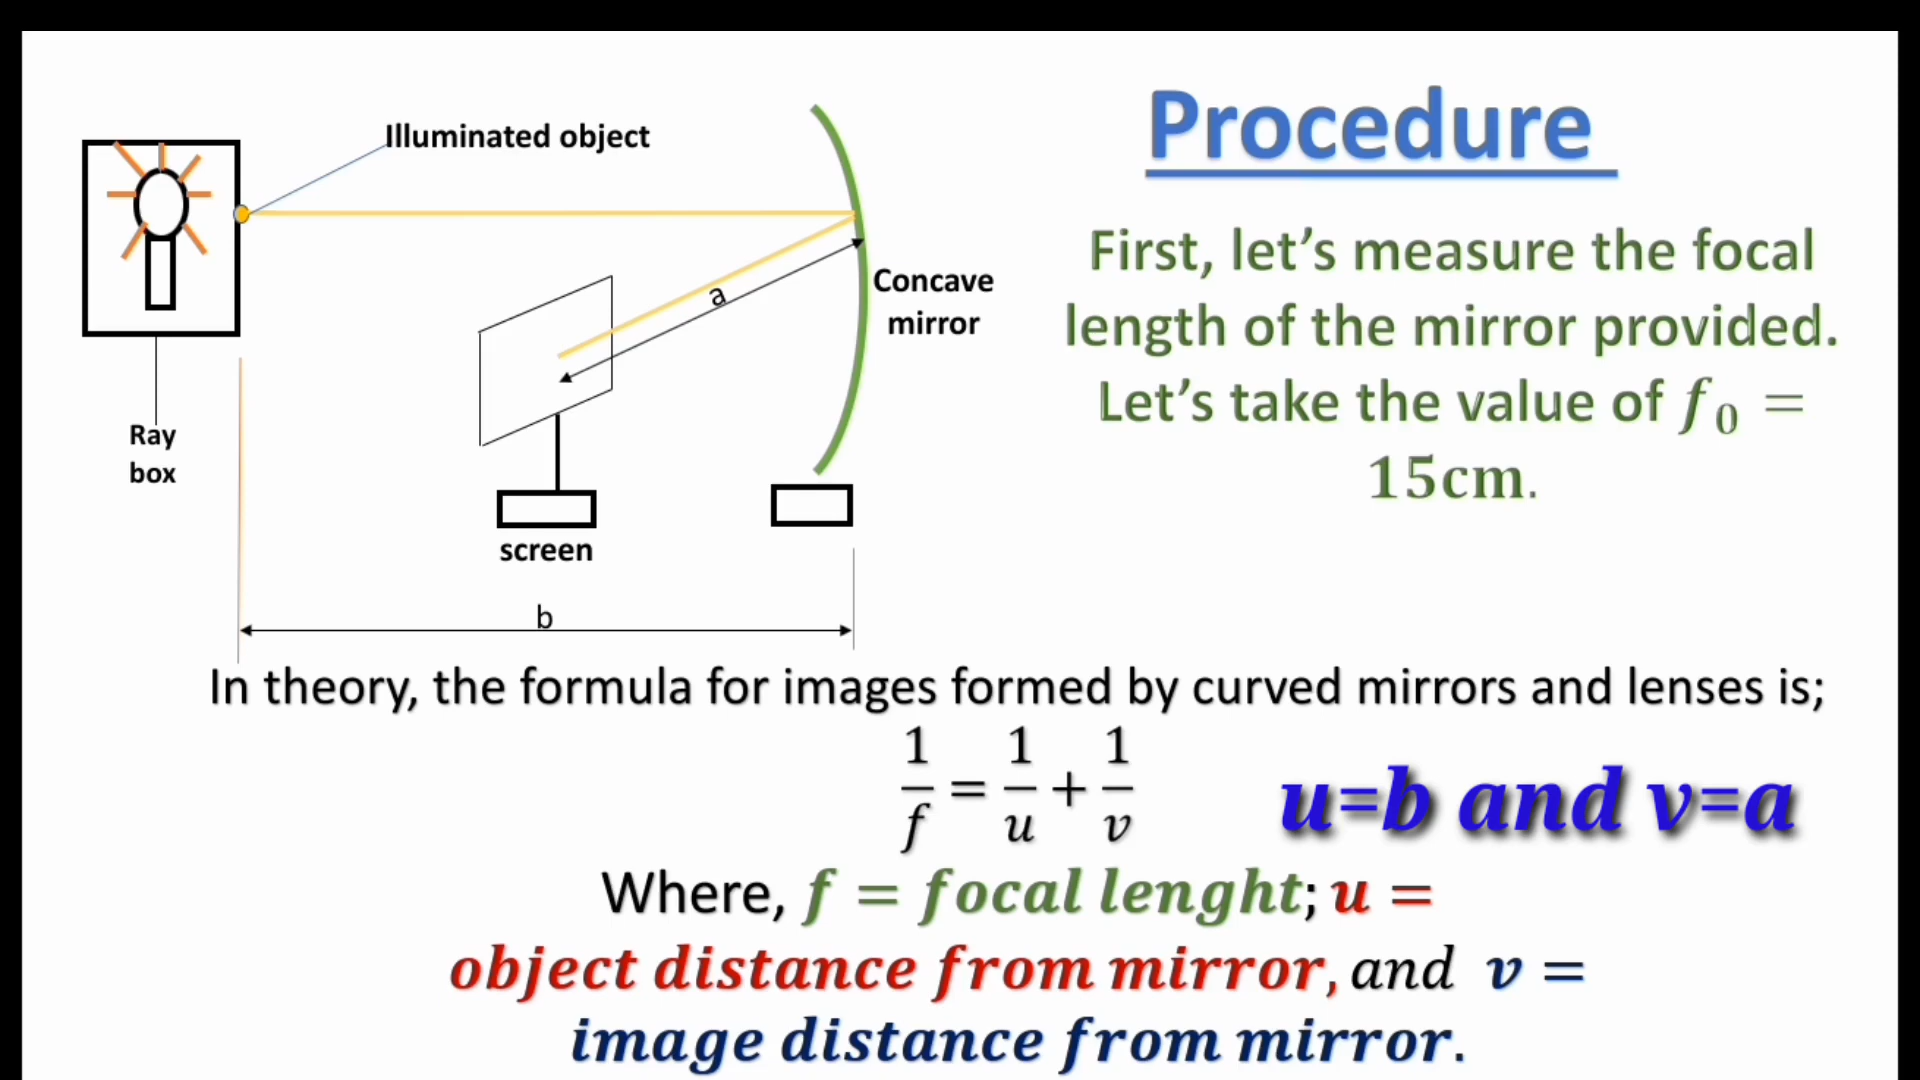 Procedure
Illuminated object
First, let’s measure the focal
length of the mirror provided.
Let’s take the value of f₀ =
15cm.
Concave
mirror
a
Ray
box
screen
b
In theory, the formula for images formed by curved mirrors and lenses is;
1/f = 1/u + 1/v
u=b and v=a
Where, f = focal lenght; u =
object distance from mirror, and v =
image distance from mirror.